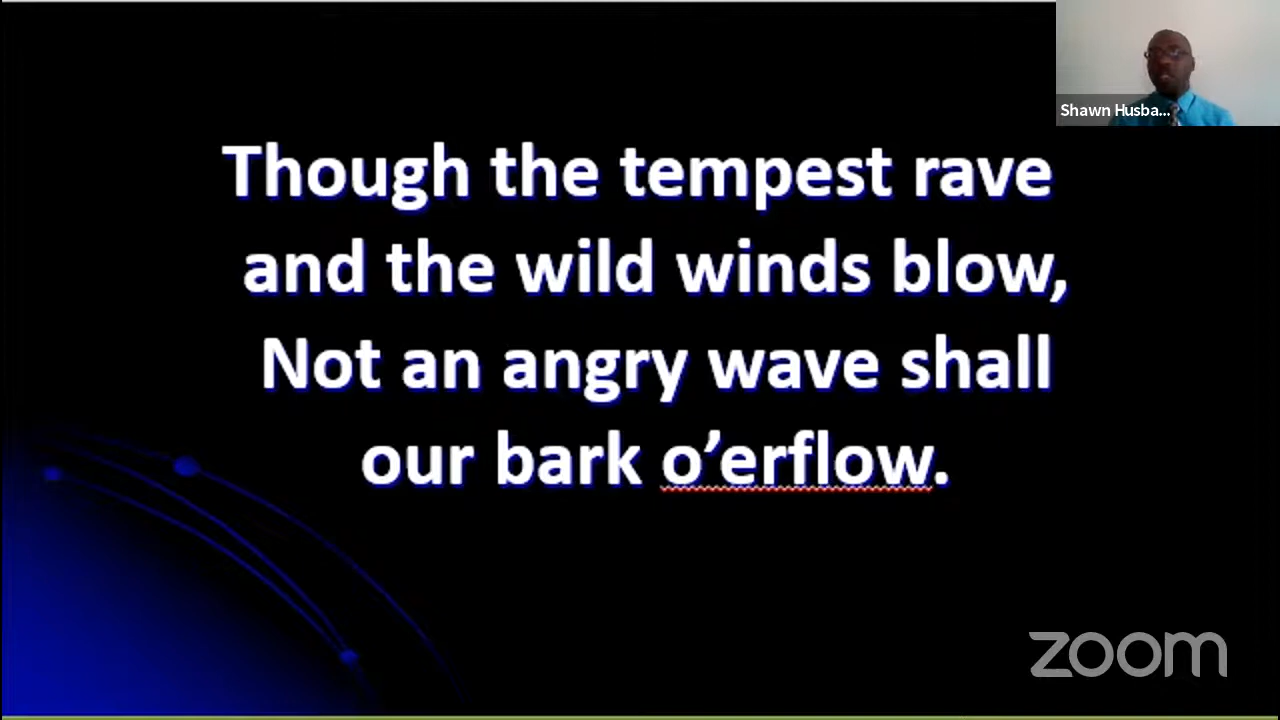 Shawn Husba...
Though the tempest rave
and the wild winds blow,
Not an angry wave shall
our bark o’erflow.
zoom